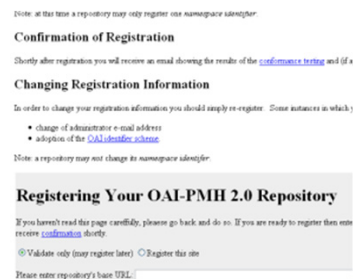 Note: at this time a repository may only register one namespace identifier.
Confirmation of Registration
Shortly after registration you will receive an email showing the results of the conformance testing and (if a
Changing Registration Information
In order to change your registration information you should simply re-register. Some instances in which y
• change of administrator e-mail address
• adoption of the OAI identifier scheme.
Note: a repository may not change its namespace identifer.
Registering Your OAI-PMH 2.0 Repository
If you haven't read this page carefully, please go back and do so. If you are ready to register then ente
receive confirmation shortly.
Validate only (may register later) Register this site
Please enter repository's base URL: